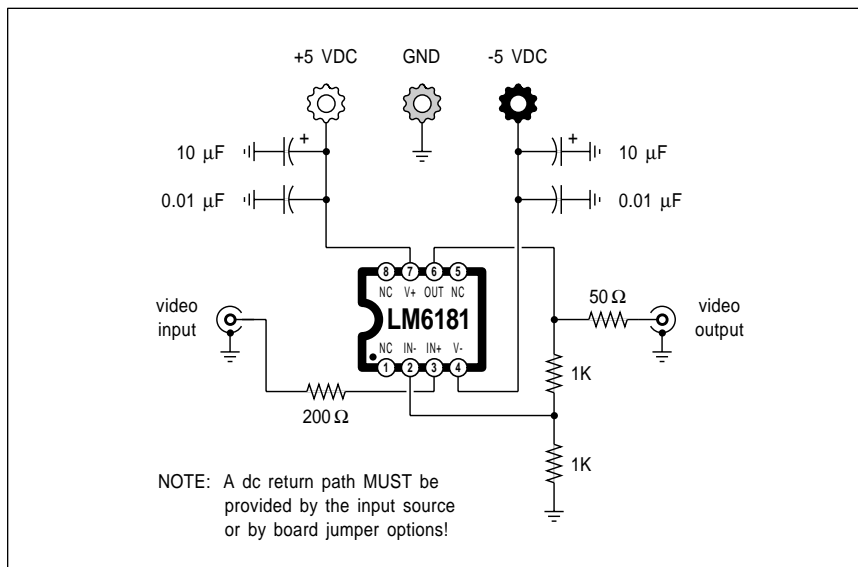 +5 VDC
GND
-5 VDC
10 µF
+
+
10 µF
0.01 µF
0.01 µF
8 7 6 5
NC V+ OUT NC
LM6181
NC IN- IN+ V-
1 2 3 4
video
input
50 Ω
video
output
1K
200 Ω
1K
NOTE: A dc return path MUST be
provided by the input source
or by board jumper options!